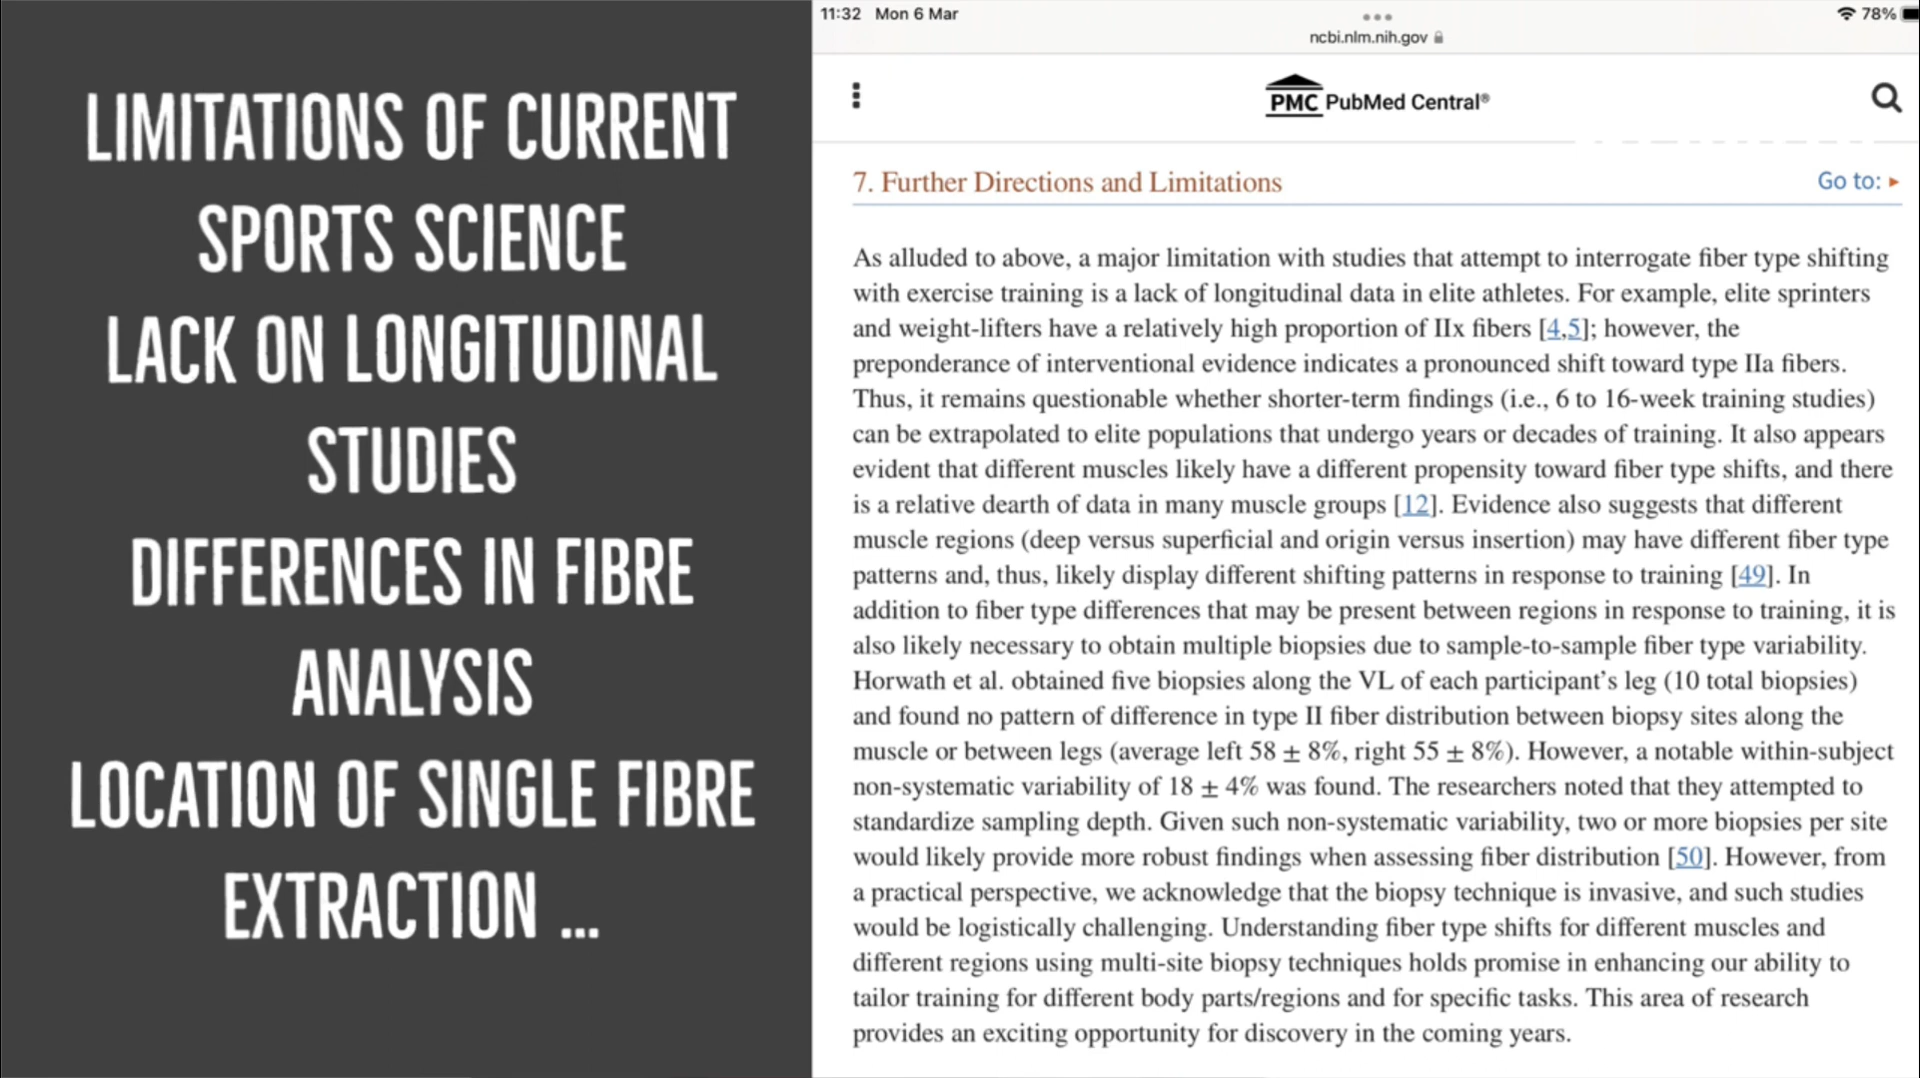 LIMITATIONS OF CURRENT
SPORTS SCIENCE
LACK ON LONGITUDINAL
STUDIES
DIFFERENCES IN FIBRE
ANALYSIS
LOCATION OF SINGLE FIBRE
EXTRACTION ...
11:32 Mon 6 Mar
78%
ncbi.nlm.nih.gov
PMC PubMed Central®
7. Further Directions and Limitations
Go to:
As alluded to above, a major limitation with studies that attempt to interrogate fiber type shifting
with exercise training is a lack of longitudinal data in elite athletes. For example, elite sprinters
and weight-lifters have a relatively high proportion of IIx fibers [4,5]; however, the
preponderance of interventional evidence indicates a pronounced shift toward type IIa fibers.
Thus, it remains questionable whether shorter-term findings (i.e., 6 to 16-week training studies)
can be extrapolated to elite populations that undergo years or decades of training. It also appears
evident that different muscles likely have a different propensity toward fiber type shifts, and there
is a relative dearth of data in many muscle groups [12]. Evidence also suggests that different
muscle regions (deep versus superficial and origin versus insertion) may have different fiber type
patterns and, thus, likely display different shifting patterns in response to training [49]. In
addition to fiber type differences that may be present between regions in response to training, it is
also likely necessary to obtain multiple biopsies due to sample-to-sample fiber type variability.
Horwath et al. obtained five biopsies along the VL of each participant’s leg (10 total biopsies)
and found no pattern of difference in type II fiber distribution between biopsy sites along the
muscle or between legs (average left 58 ± 8%, right 55 ± 8%). However, a notable within-subject
non-systematic variability of 18 ± 4% was found. The researchers noted that they attempted to
standardize sampling depth. Given such non-systematic variability, two or more biopsies per site
would likely provide more robust findings when assessing fiber distribution [50]. However, from
a practical perspective, we acknowledge that the biopsy technique is invasive, and such studies
would be logistically challenging. Understanding fiber type shifts for different muscles and
different regions using multi-site biopsy techniques holds promise in enhancing our ability to
tailor training for different body parts/regions and for specific tasks. This area of research
provides an exciting opportunity for discovery in the coming years.